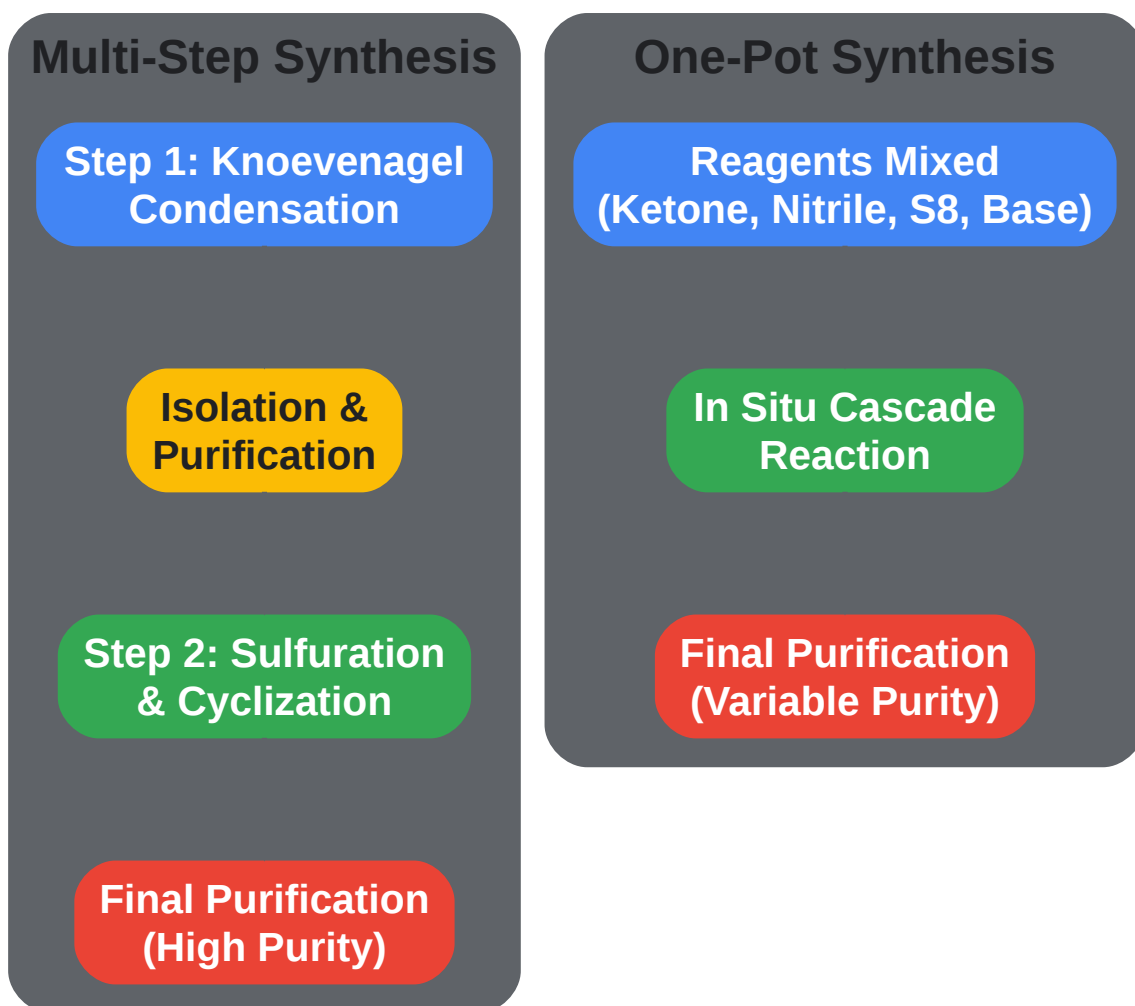 Multi-Step Synthesis
Step 1: Knoevenagel
Condensation
Isolation &
Purification
Step 2: Sulfuration
& Cyclization
Final Purification
(High Purity)
One-Pot Synthesis
Reagents Mixed
(Ketone, Nitrile, S8, Base)
In Situ Cascade
Reaction
Final Purification
(Variable Purity)